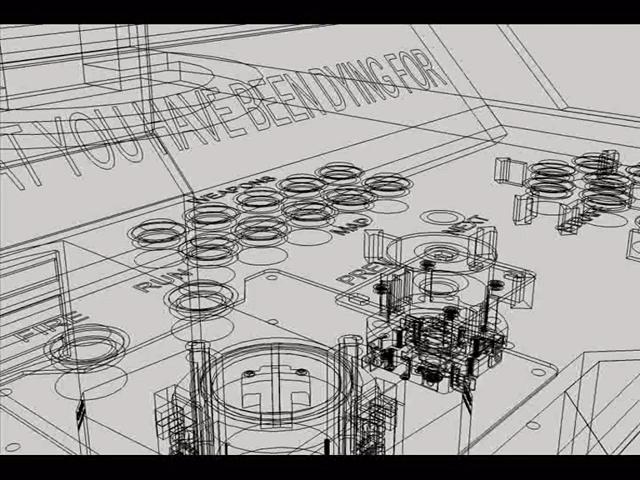 AT YOU HAVE BEEN DYING FOR
WEAPONS
MAP
NEXT
PREV
RUN
FIRE